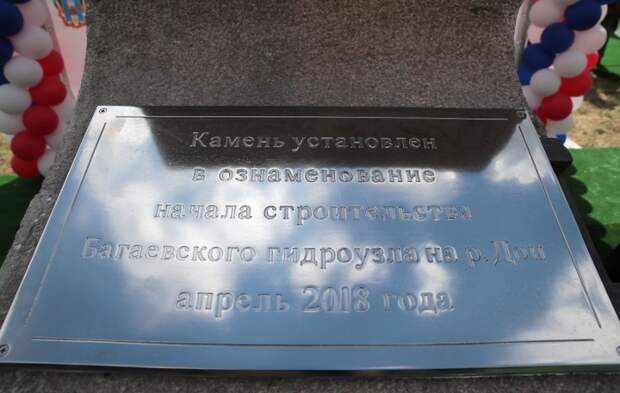 Камень установлен
в ознаменование
начала строительства
Багаевского гидроузла на р. Дон
апрель 2018 года